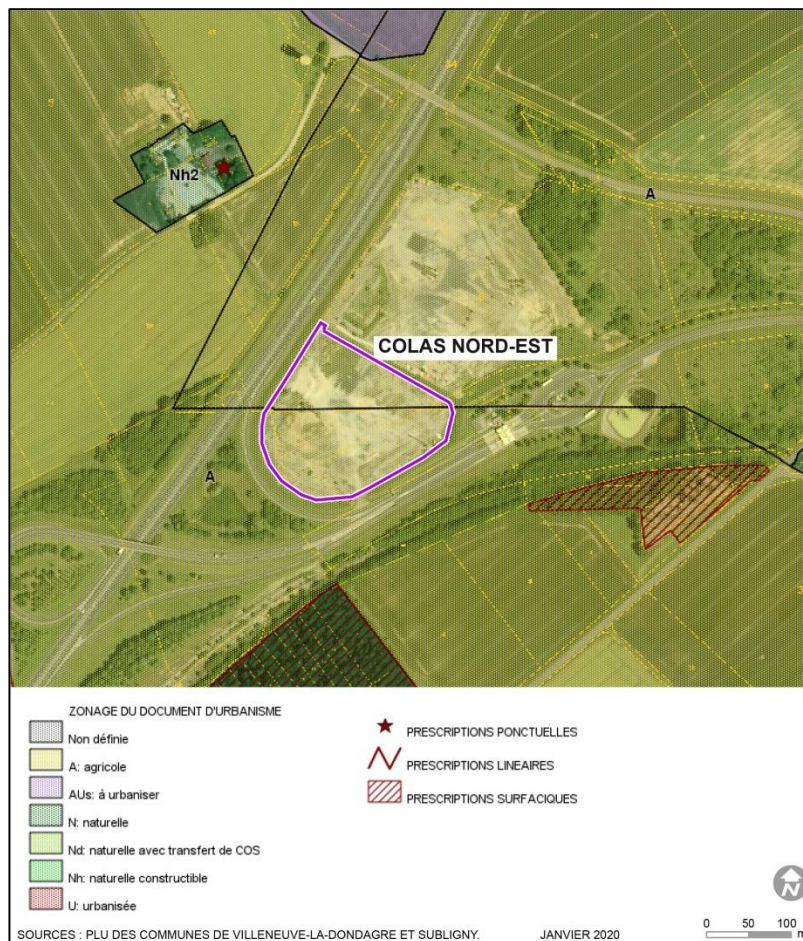 Nh2
A
COLAS NORD-EST
A
ZONAGE DU DOCUMENT D'URBANISME
Non définie
A: agricole
AUs: à urbaniser
N: naturelle
Nd: naturelle avec transfert de COS
Nh: naturelle constructible
U: urbanisée
PRESCRIPTIONS PONCTUELLES
PRESCRIPTIONS LINEAIRES
PRESCRIPTIONS SURFACIQUES
N
0 50 100 m
SOURCES : PLU DES COMMUNES DE VILLENEUVE-LA-DONDAGRE ET SUBLIGNY. JANVIER 2020